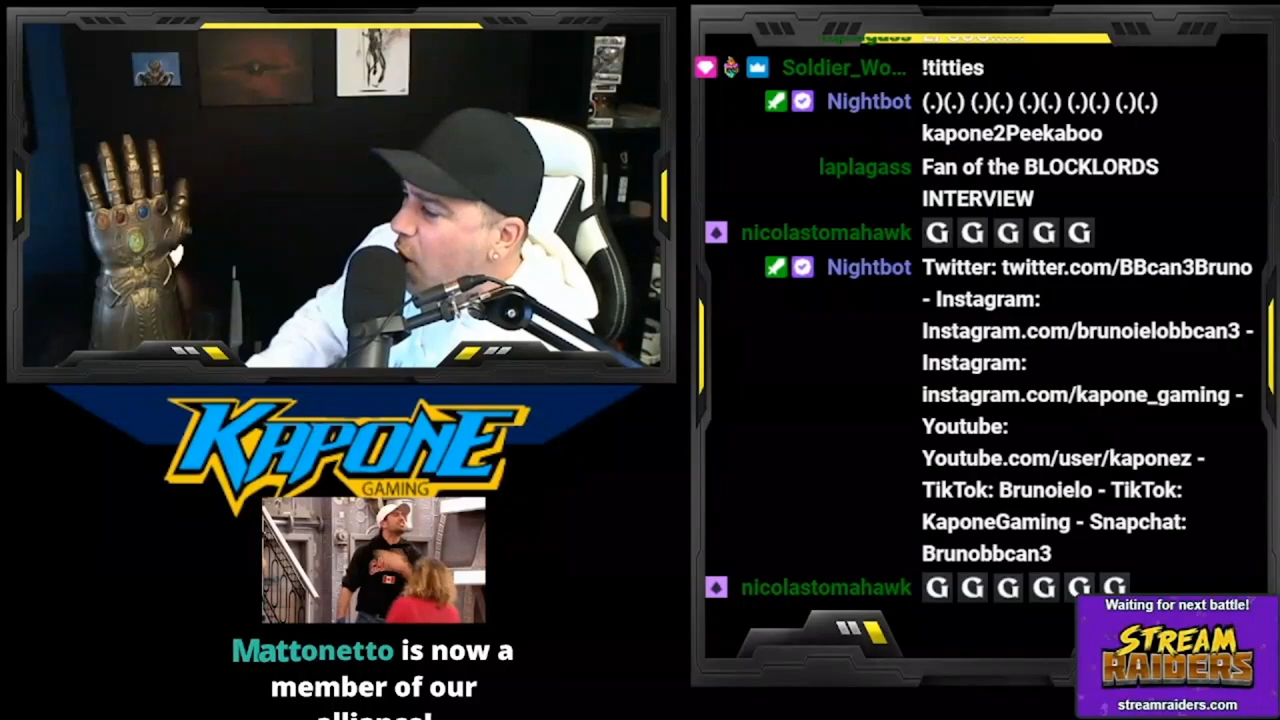 Soldier_Wo... !titties
Nightbot (.)(.) (.)(.) (.)(.) (.)(.) (.)(.)
kapone2Peekaboo
laplagass Fan of the BLOCKLORDS
INTERVIEW
nicolastomahawk G G G G G
Nightbot Twitter: twitter.com/BBcan3Bruno
- Instagram:
Instagram.com/brunoielobbcan3 -
Instagram:
instagram.com/kapone_gaming -
Youtube:
Youtube.com/user/kaponez -
TikTok: Brunoielo - TikTok:
KaponeGaming - Snapchat:
Brunobbcan3
nicolastomahawk G G G G G G
KAPONE
GAMING
Mattonetto is now a
member of our
alliance!
Waiting for next battle!
STREAM
RAIDERS
streamraiders.com